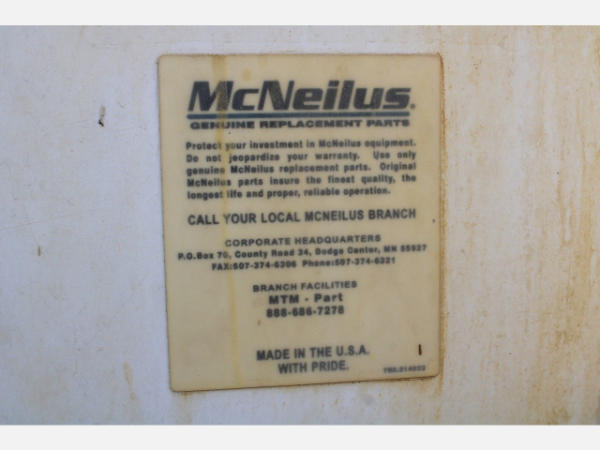 McNeilus.
GENUINE REPLACEMENT PARTS
Protect your investment in McNeilus equipment.
Do not jeopardize your warranty. Use only
genuine McNeilus replacement parts. Original
McNeilus parts insure the finest quality, the
longest life and proper, reliable operation.
CALL YOUR LOCAL MCNEILUS BRANCH
CORPORATE HEADQUARTERS
P.O.Box 70, County Road 34, Dodge Center, MN 55927
FAX:507-374-6306 Phone:507-374-6321
BRANCH FACILITIES
MTM - Part
888-686-7278
MADE IN THE U.S.A.
WITH PRIDE.